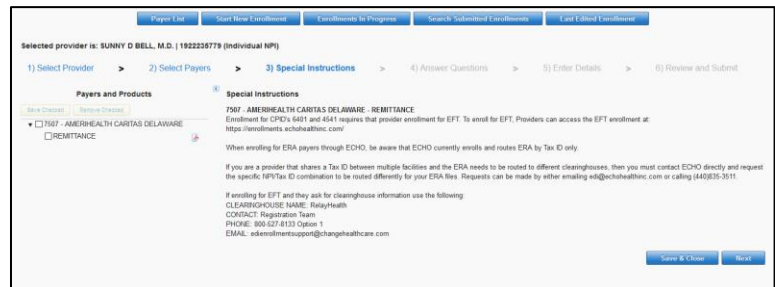 Payer List Start New Enrollment Enrollments In Progress Search Submitted Enrollments Last Edited Enrollment
Selected provider is: SUNNY D BELL, M.D. | 1922235779 (Individual NPI)
1) Select Provider > 2) Select Payers > 3) Special Instructions > 4) Answer Questions > 5) Enter Details > 6) Review and Submit
Payers and Products
Save Checked Remove Checked
7507 - AMERIHEALTH CARITAS DELAWARE
REMITTANCE
Special Instructions
7507 - AMERIHEALTH CARITAS DELAWARE - REMITTANCE
Enrollment for CPID's 6401 and 4541 requires that provider enrollment for EFT. To enroll for EFT, Providers can access the EFT enrollment at:
https://enrollments.echohealthinc.com/
When enrolling for ERA payers through ECHO, be aware that ECHO currently enrolls and routes ERA by Tax ID only.
If you are a provider that shares a Tax ID between multiple facilities and the ERA needs to be routed to different clearinghouses, then you must contact ECHO directly and request
the specific NPI/Tax ID combination to be routed differently for your ERA files. Requests can be made by either emailing edi@echohealthinc.com or calling (440)835-3511.
If enrolling for EFT and they ask for clearinghouse information use the following:
CLEARINGHOUSE NAME: RelayHealth
CONTACT: Registration Team
PHONE: 800-527-8133 Option 1
EMAIL: edienrollmentsupport@changehealthcare.com
Save & Close Next